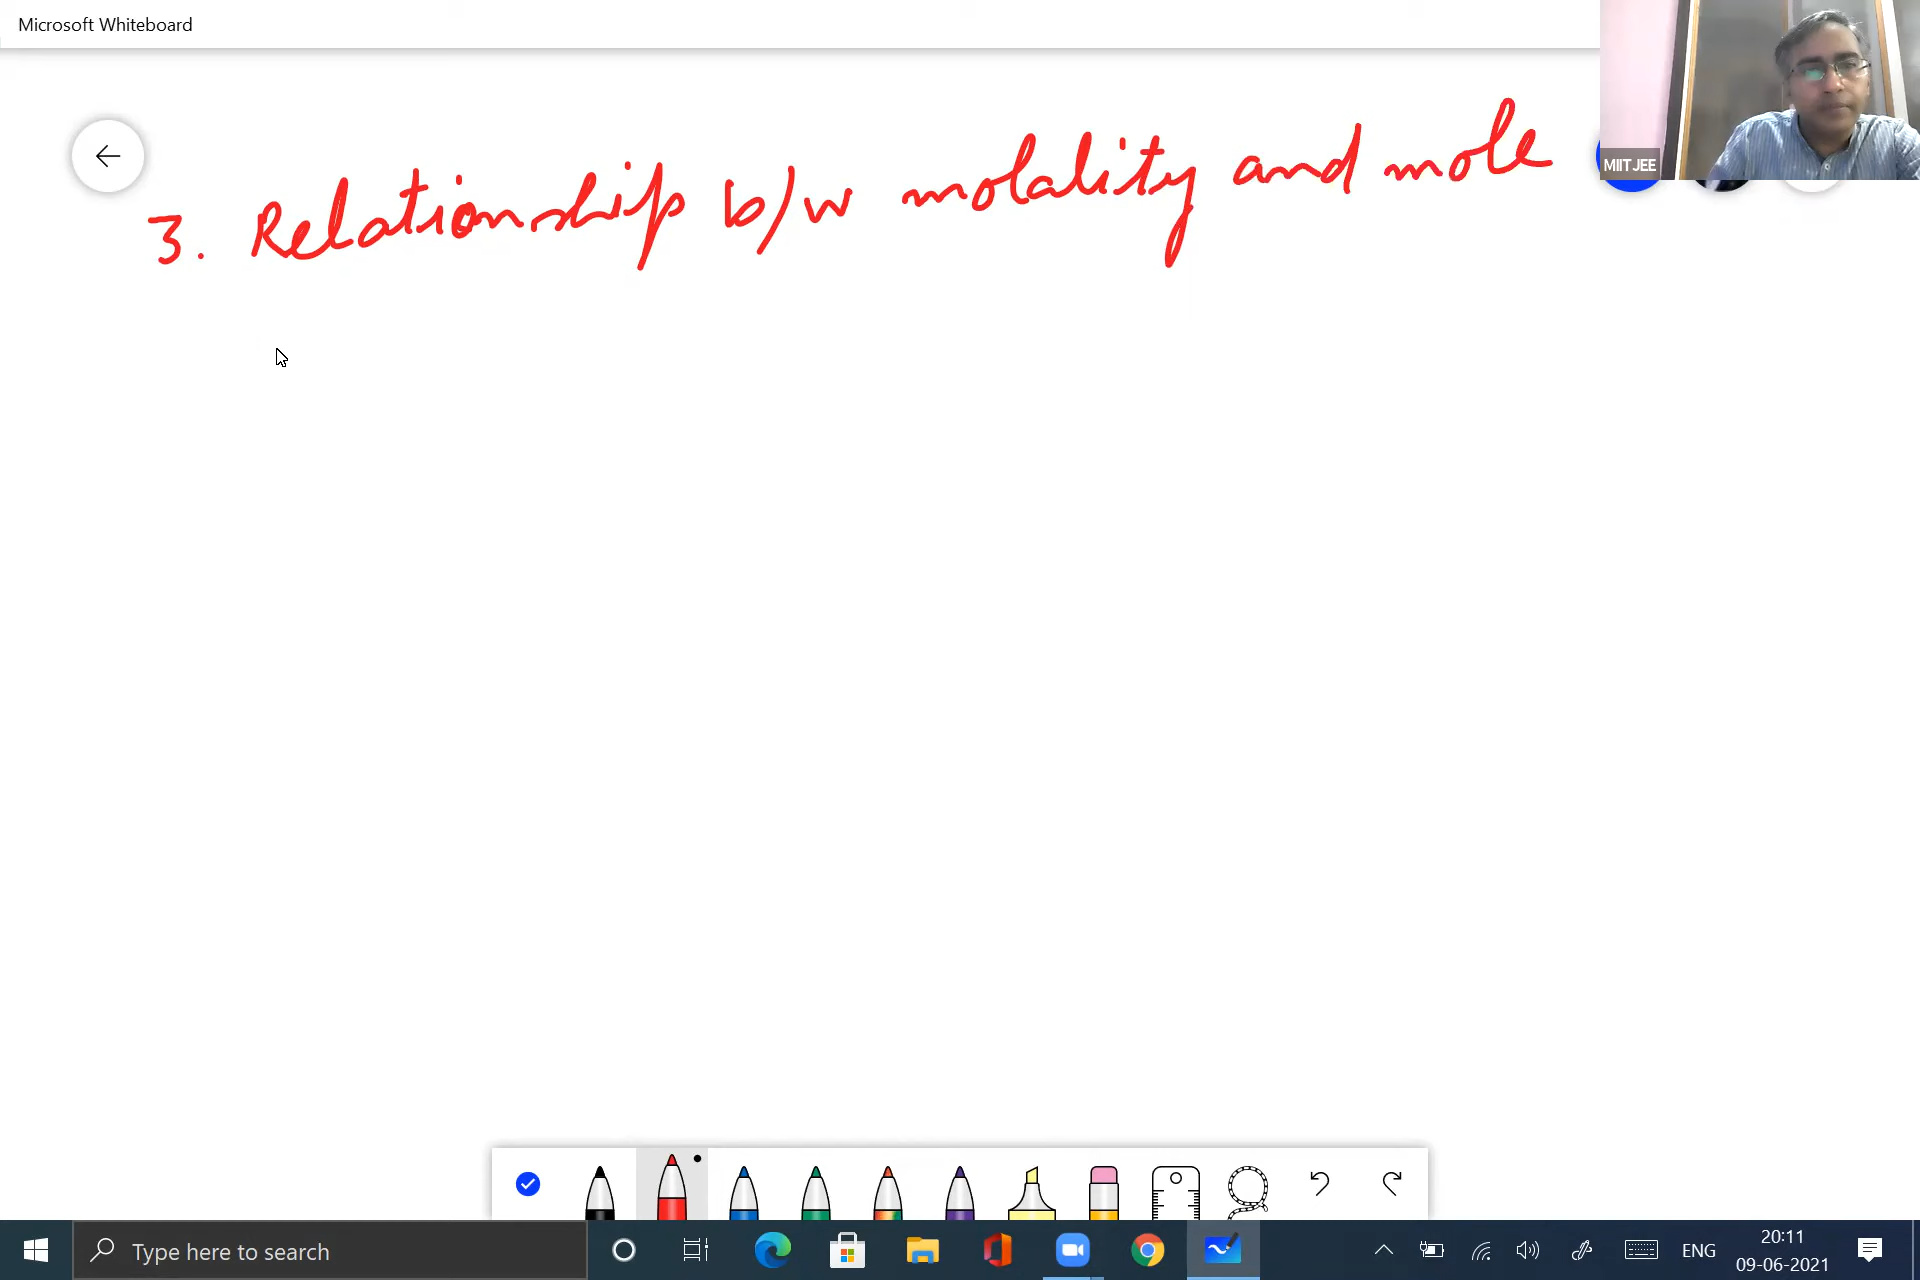 Microsoft Whiteboard
MIIT JEE
3. Relationship b/w molality and mole
Type here to search
ENG
20:11
09-06-2021